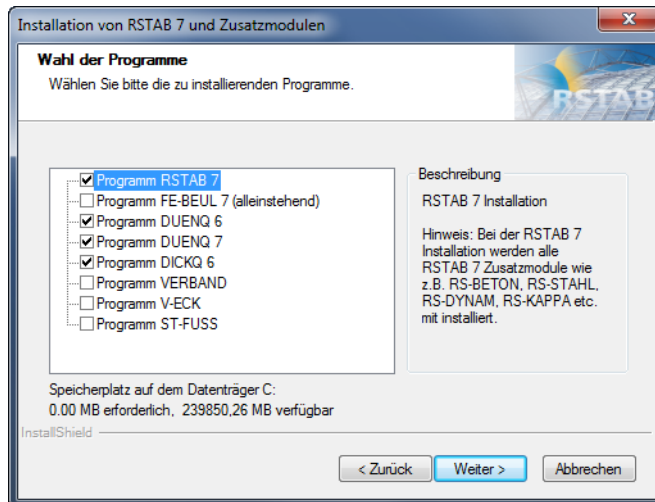 Installation von RSTAB 7 und Zusatzmodulen
Wahl der Programme
Wählen Sie bitte die zu installierenden Programme.
RSTAB
Programm RSTAB 7
Programm FE-BEUL 7 (alleinstehend)
Programm DUENQ 6
Programm DUENQ 7
Programm DICKQ 6
Programm VERBAND
Programm V-ECK
Programm ST-FUSS
Beschreibung
RSTAB 7 Installation
Hinweis: Bei der RSTAB 7
Installation werden alle
RSTAB 7 Zusatzmodule wie
z.B. RS-BETON, RS-STAHL,
RS-DYNAM, RS-KAPPA etc.
mit installiert.
Speicherplatz auf dem Datenträger C:
0.00 MB erforderlich, 239850,26 MB verfügbar
InstallShield
< Zurück
Weiter >
Abbrechen